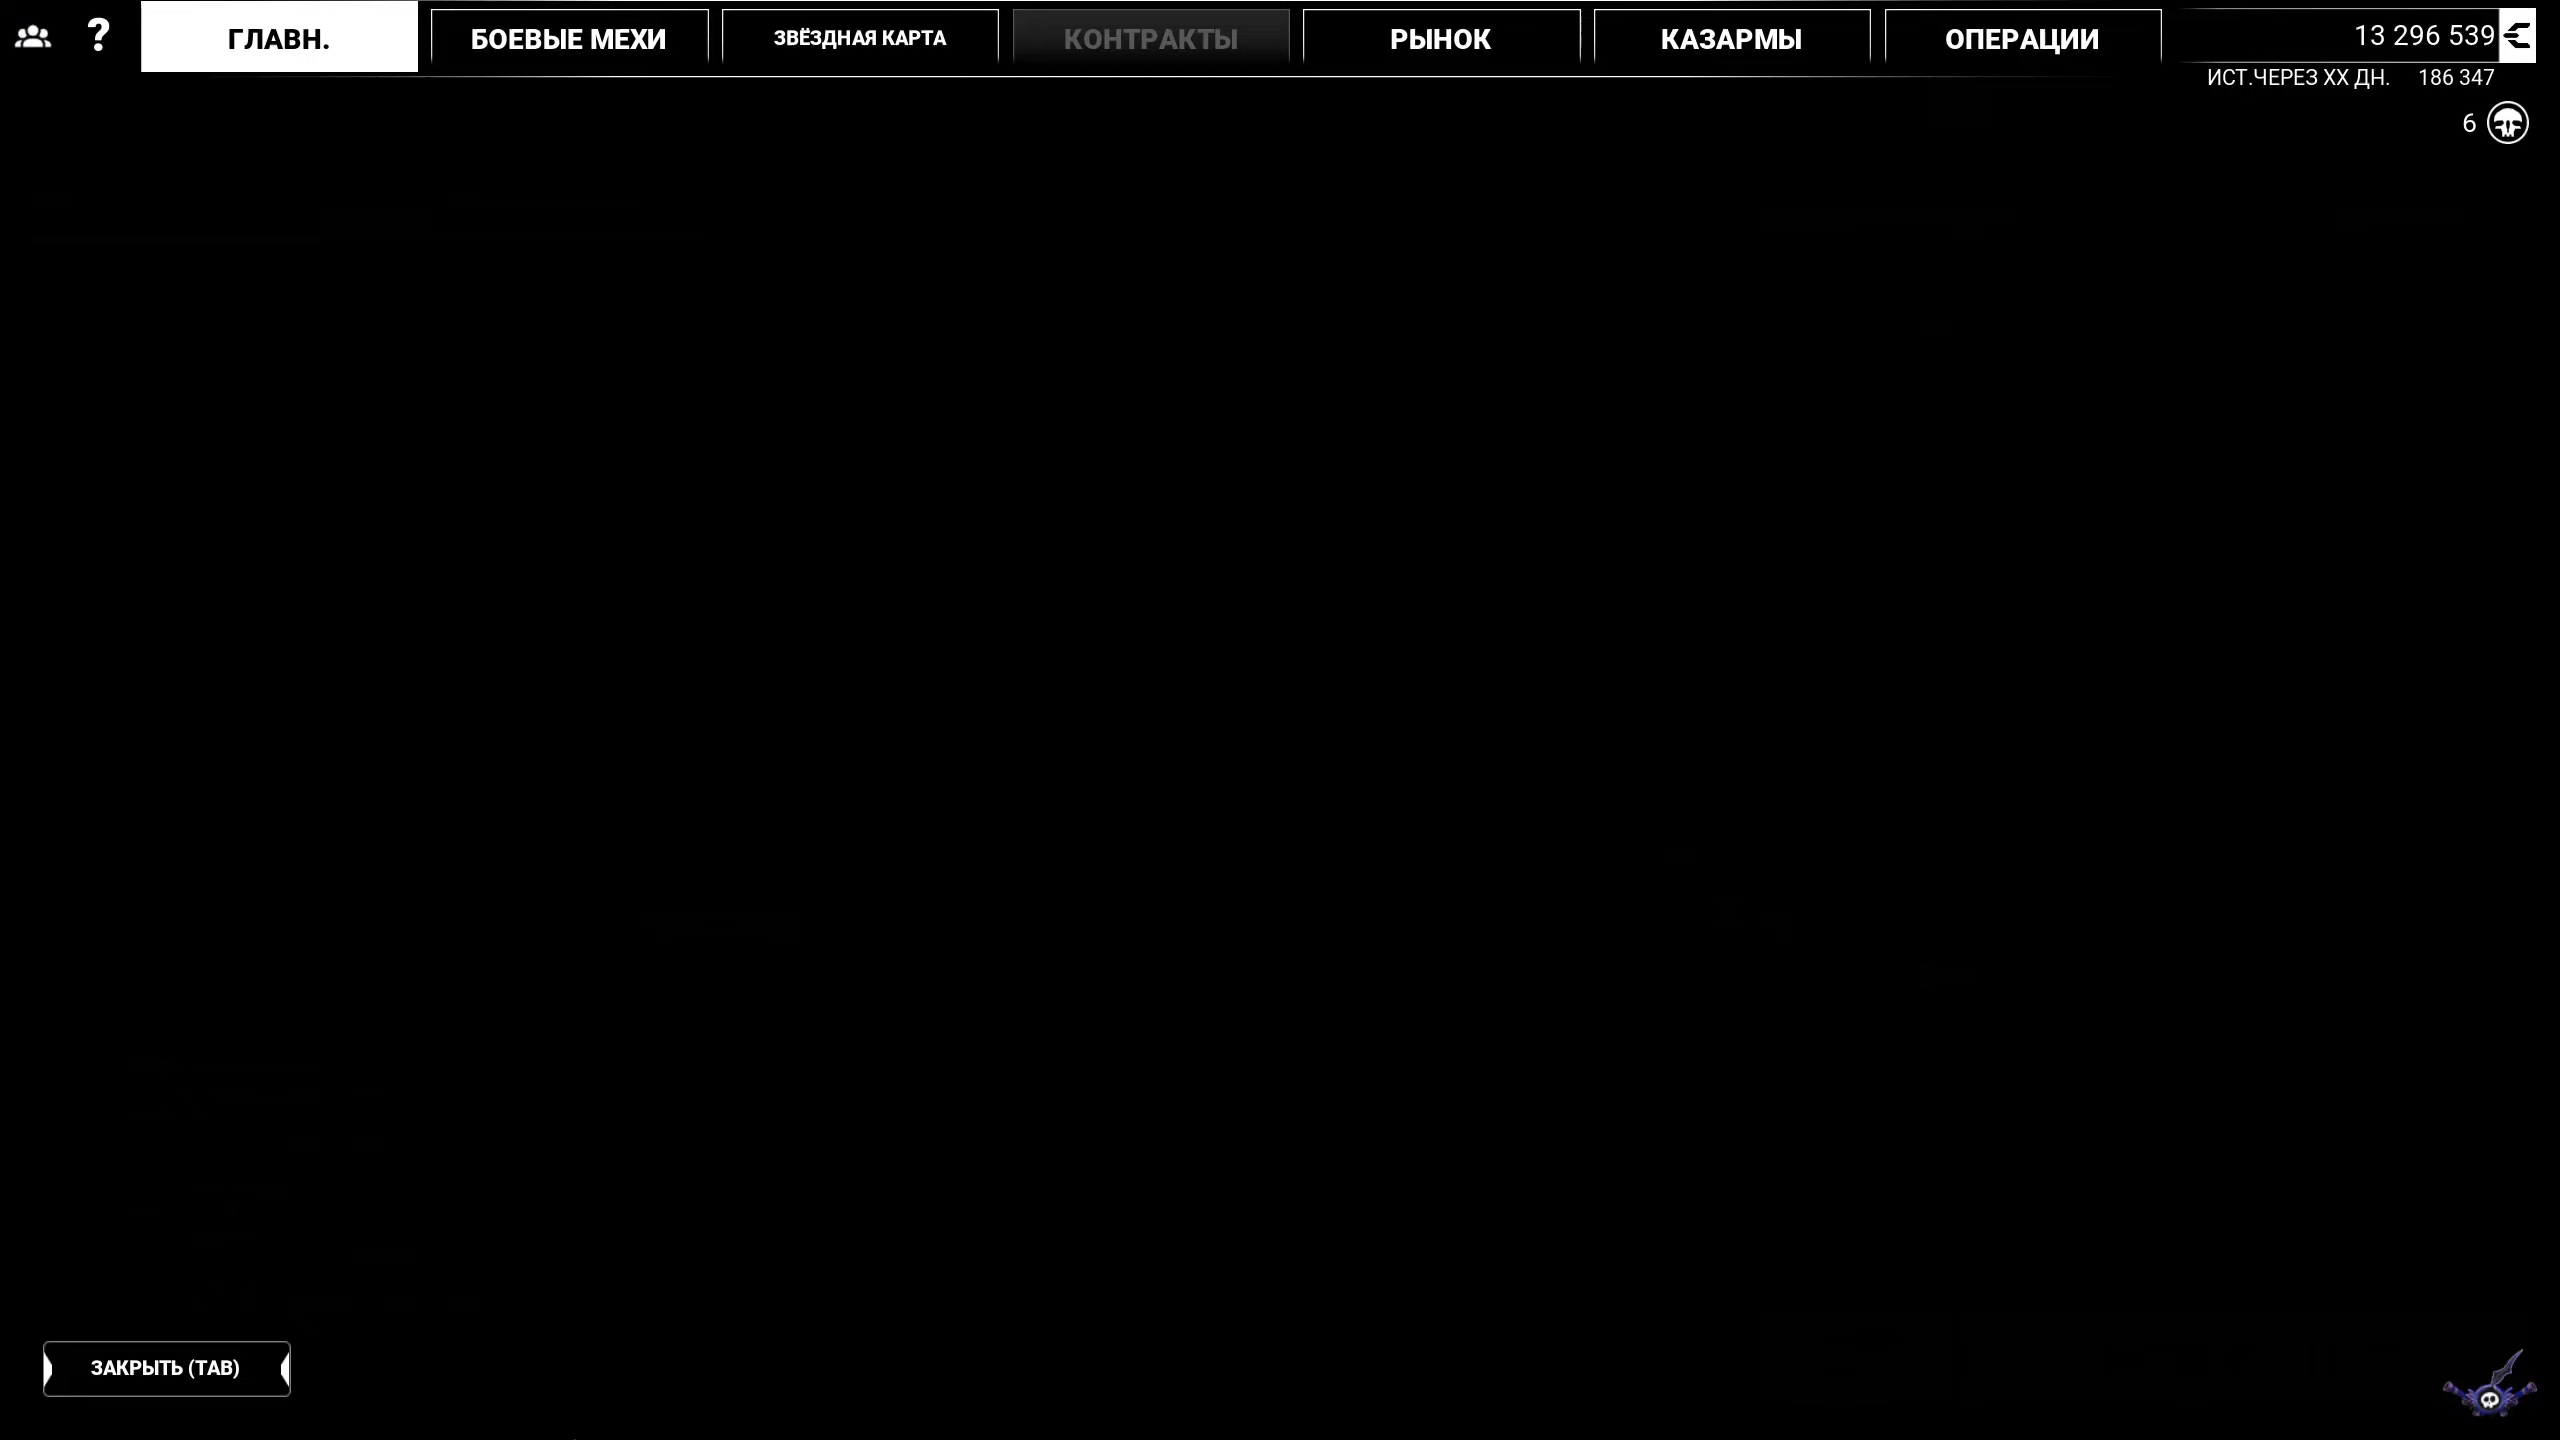 ?
ГЛАВН.
БОЕВЫЕ МЕХИ
ЗВЁЗДНАЯ КАРТА
КОНТРАКТЫ
РЫНОК
КАЗАРМЫ
ОПЕРАЦИИ
13 296 539
ИСТ.ЧЕРЕЗ XX ДН. 186 347
6
ЗАКРЫТЬ (TAB)